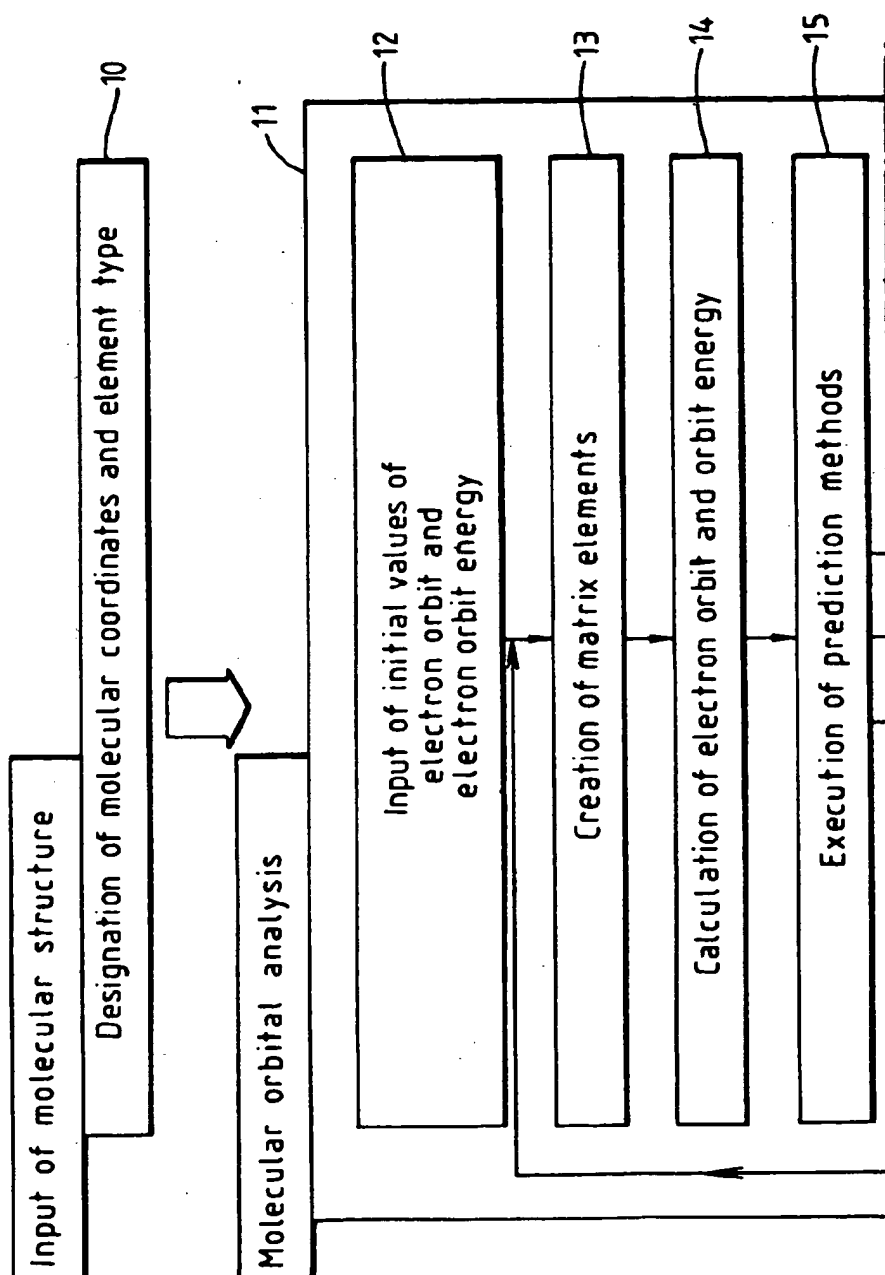 Input of molecular structure
Designation of molecular coordinates and element type
10
Molecular orbital analysis
11
Input of initial values of
electron orbit and
electron orbit energy
12
Creation of matrix elements
13
Calculation of electron orbit and orbit energy
14
Execution of prediction methods
15